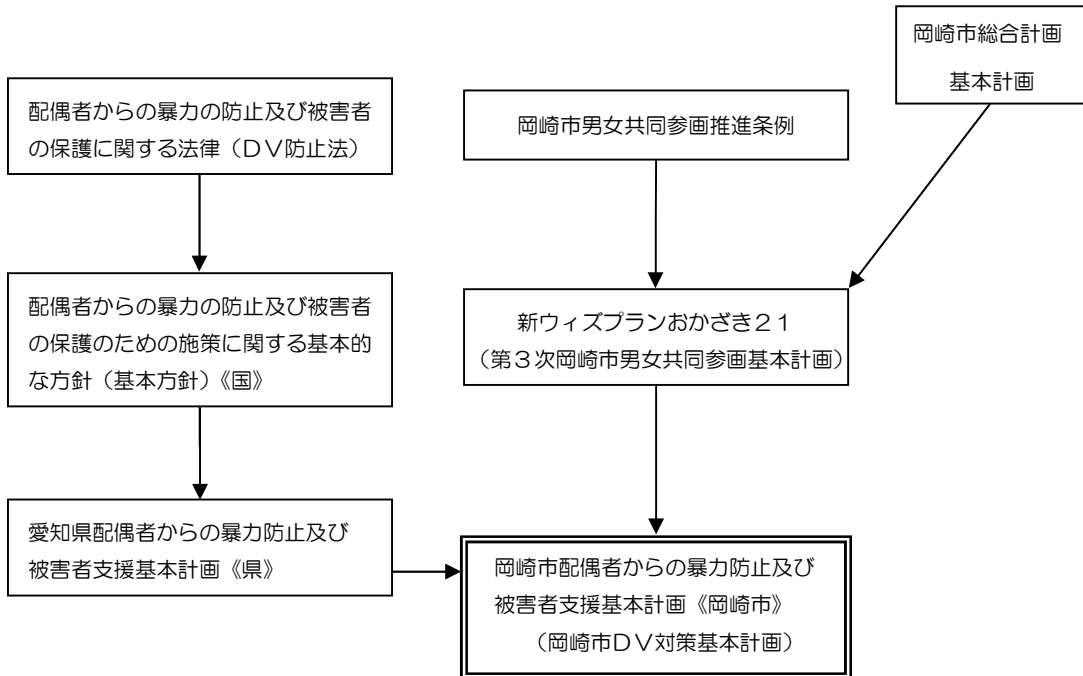 岡崎市総合計画
基本計画
配偶者からの暴力の防止及び被害者
の保護に関する法律（ＤＶ防止法）
岡崎市男女共同参画推進条例
配偶者からの暴力の防止及び被害者
の保護のための施策に関する基本的
な方針（基本方針）《国》
新ウィズプランおかざき２１
（第３次岡崎市男女共同参画基本計画）
愛知県配偶者からの暴力防止及び
被害者支援基本計画《県》
岡崎市配偶者からの暴力防止及び
被害者支援基本計画《岡崎市》
（岡崎市ＤＶ対策基本計画）